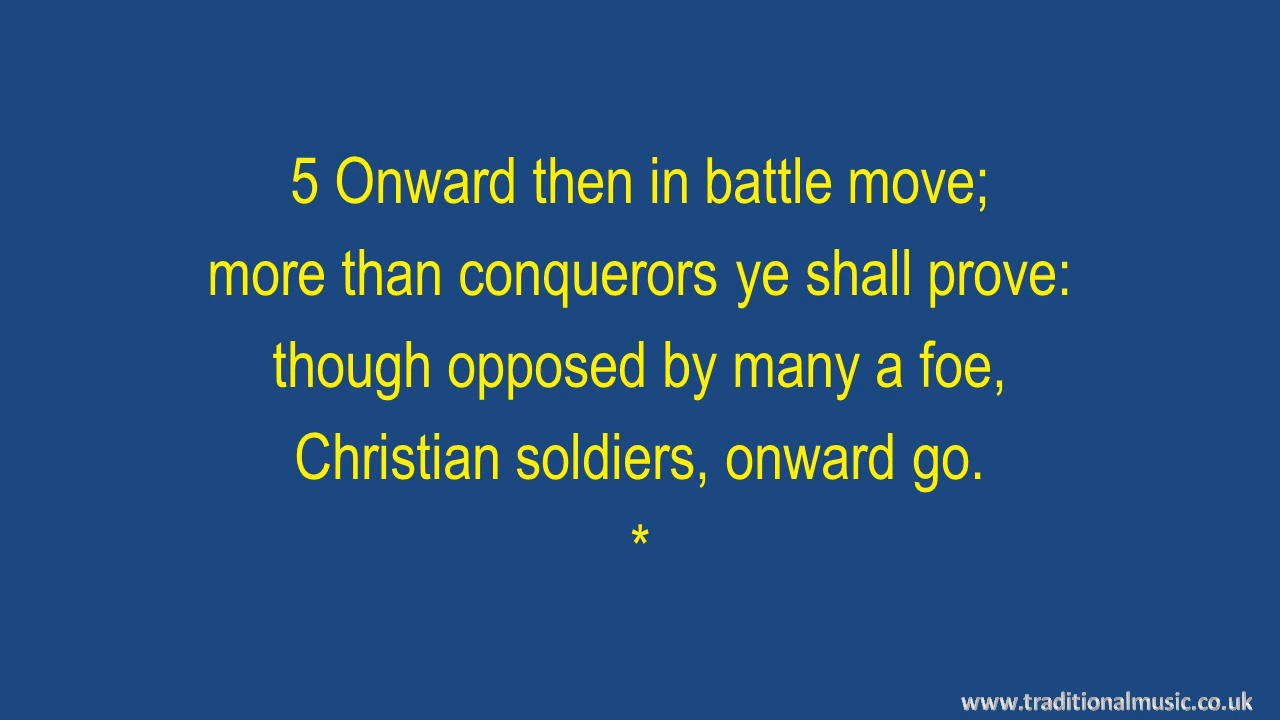 5 Onward then in battle move;
more than conquerors ye shall prove:
though opposed by many a foe,
Christian soldiers, onward go.
*
www.traditionalmusic.co.uk